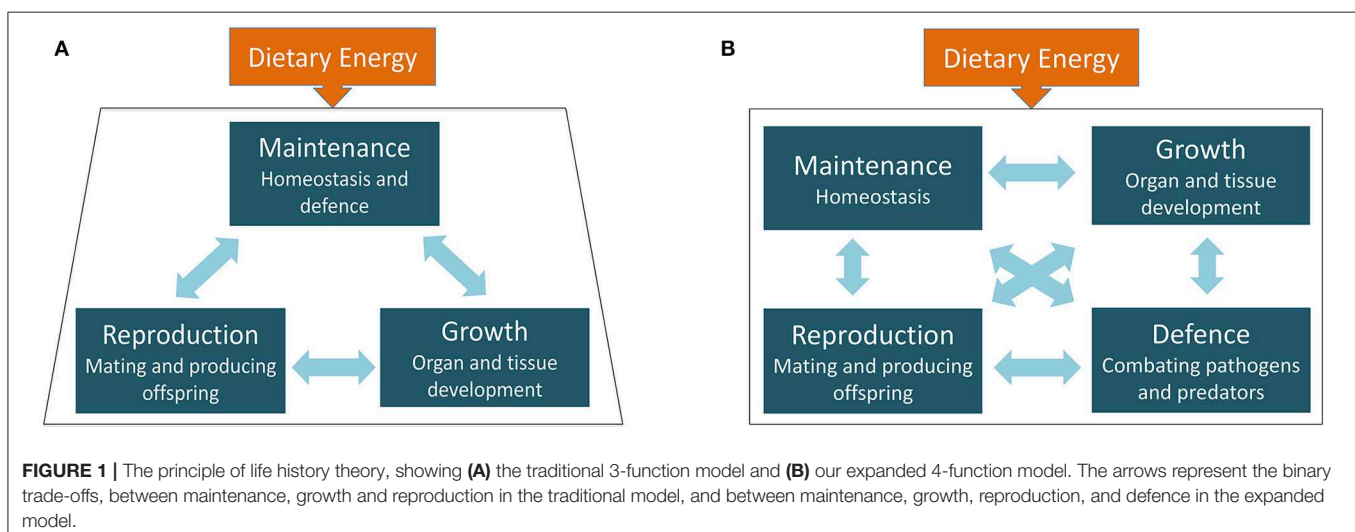 A
Dietary Energy
Maintenance
Homeostasis and
defence
Reproduction
Mating and producing
offspring
Growth
Organ and tissue
development
B
Dietary Energy
Maintenance
Homeostasis
Growth
Organ and tissue
development
Reproduction
Mating and producing
offspring
Defence
Combating pathogens
and predators
FIGURE 1 | The principle of life history theory, showing (A) the traditional 3-function model and (B) our expanded 4-function model. The arrows represent the binary
trade-offs, between maintenance, growth and reproduction in the traditional model, and between maintenance, growth, reproduction, and defence in the expanded
model.